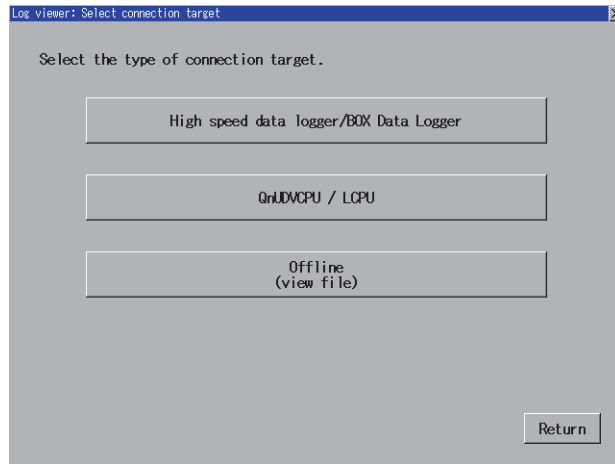 Log viewer: Select connection target
Select the type of connection target.
High speed data logger/BOX Data Logger
QnUDVCPU / LCPU
Offline
(view file)
Return